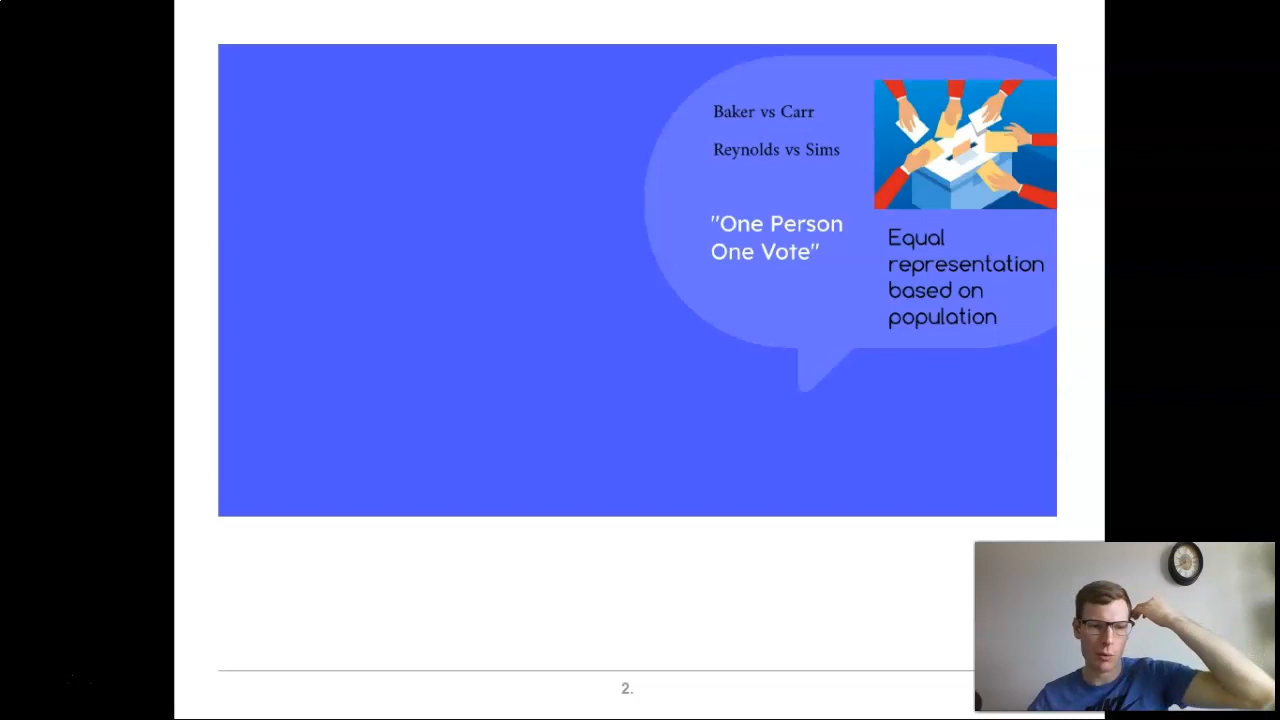 Baker vs Carr
Reynolds vs Sims
"One Person
One Vote"
Equal
representation
based on
population
2.